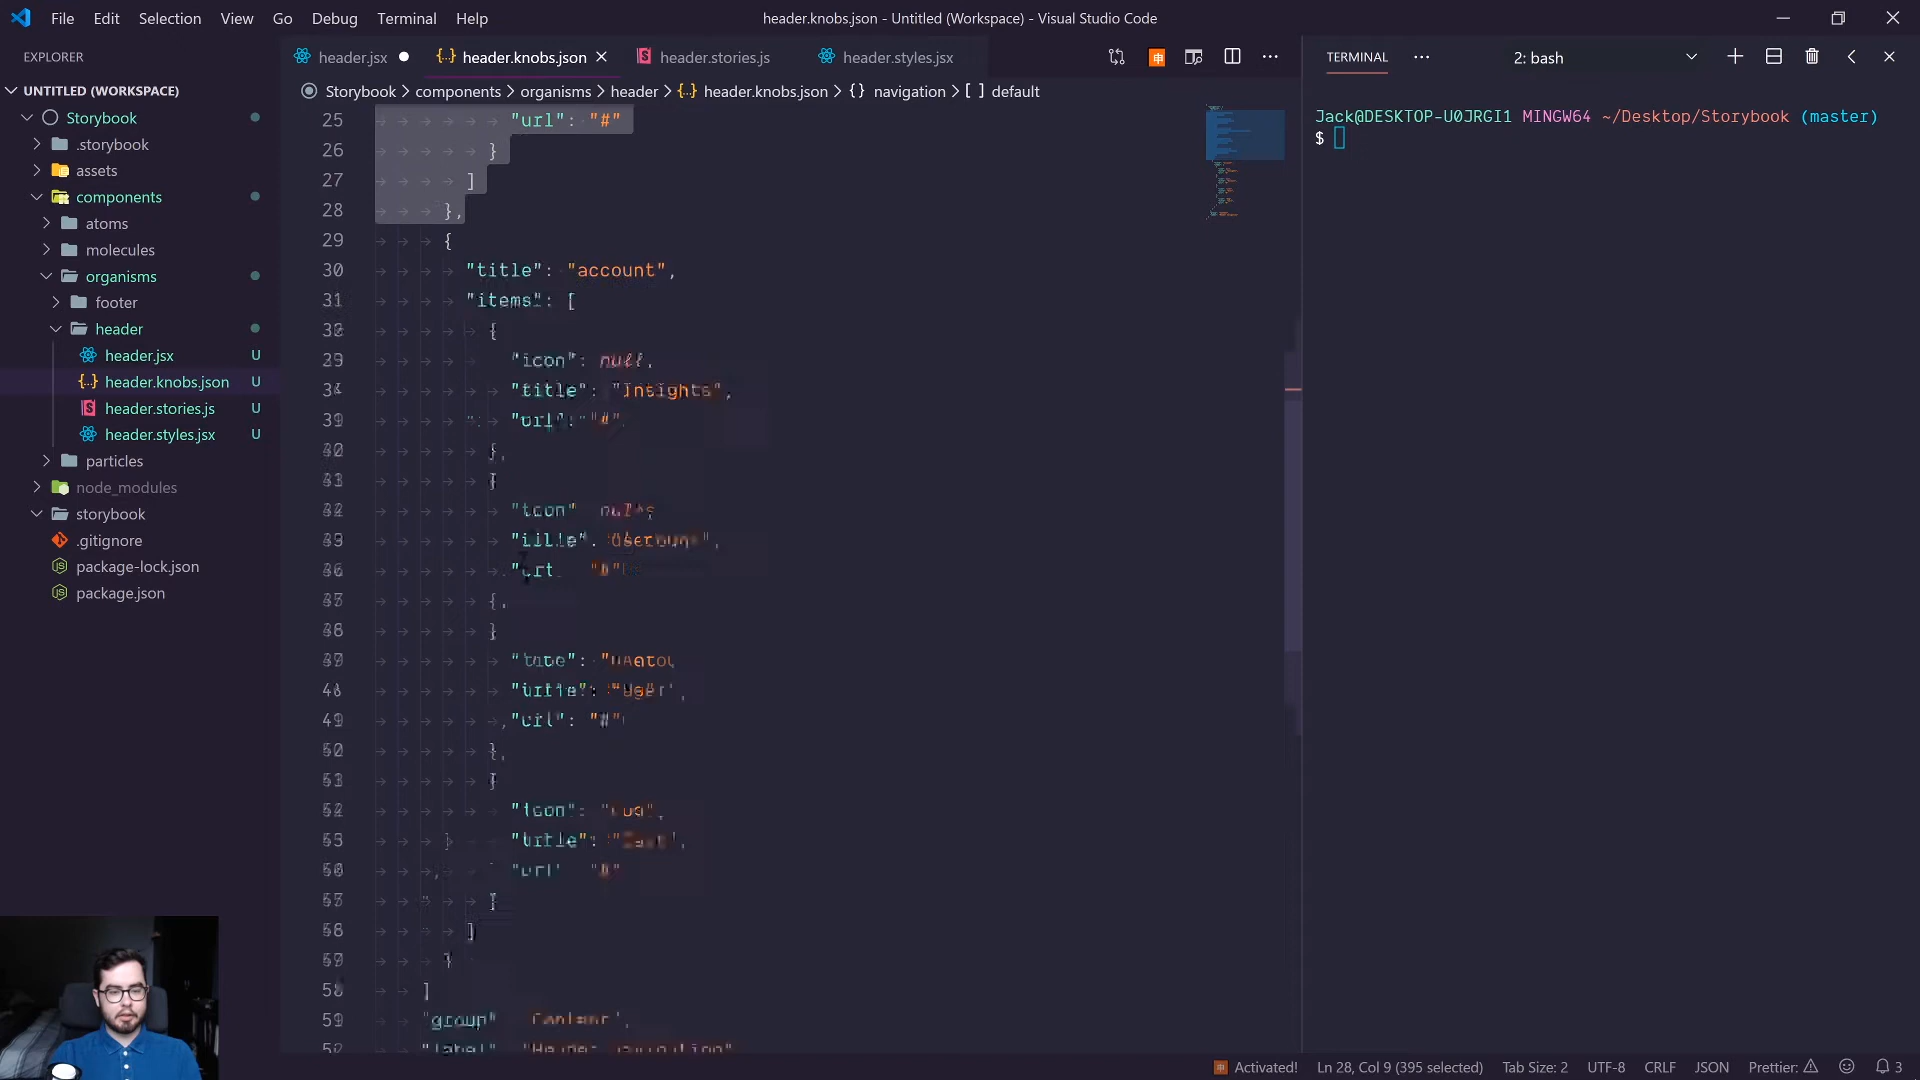 File Edit Selection View Go Debug Terminal Help
header.knobs.json - Untitled (Workspace) - Visual Studio Code
EXPLORER
UNTITLED (WORKSPACE)
Storybook
.storybook
assets
components
atoms
molecules
organisms
footer
header
header.jsx U
header.knobs.json U
header.stories.js U
header.styles.jsx U
particles
node_modules
storybook
.gitignore
package-lock.json
package.json
header.jsx header.knobs.json header.stories.js header.styles.jsx
Storybook > components > organisms > header > {} header.knobs.json > {} navigation > [ ] default
25 "url": "#"
26 }
27 ]
28 },
29 {
30 "title": "account",
31 "items": [
{
"icon": null,
"title": "Insights",
"url": "#"
},
"url": "#"
},
]
"group"
TERMINAL
2: bash
Jack@DESKTOP-U0JRGI1 MINGW64 ~/Desktop/Storybook (master)
$
Activated! Ln 28, Col 9 (395 selected) Tab Size: 2 UTF-8 CRLF JSON Prettier: 3